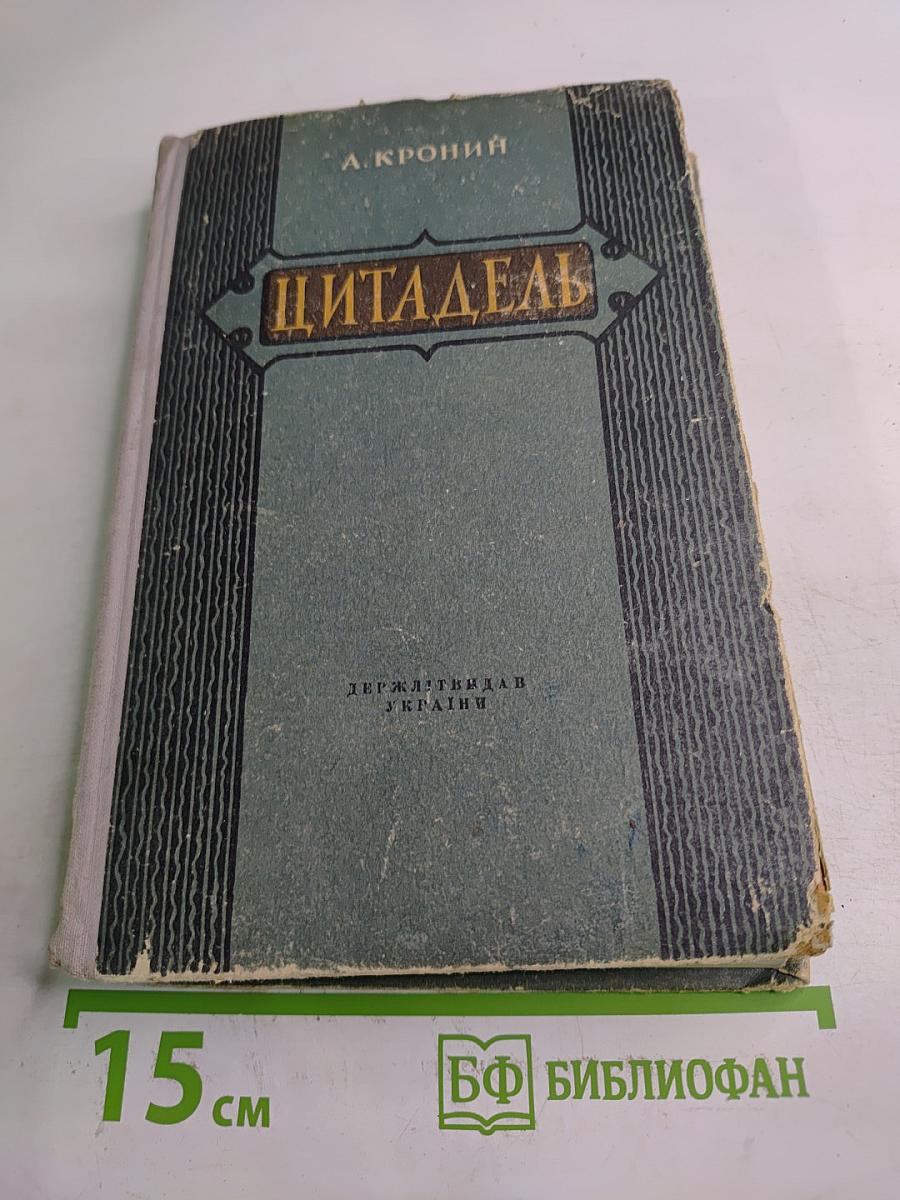 А. КРОНИН
ЦИТАДЕЛЬ
ДЕРЖЛІТВИДАВ
УКРАЇНИ
15 см
БФ БИБЛИОФАН